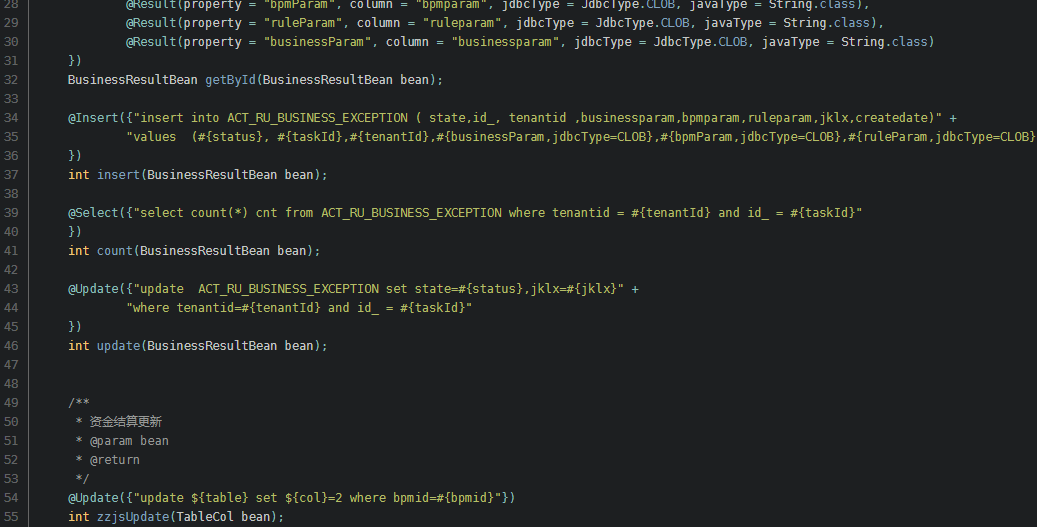 28 @Result(property = "bpmParam", column = "bpmparam", jdbcType = JdbcType.CLOB, javaType = String.class),
29 @Result(property = "ruleParam", column = "ruleparam", jdbcType = JdbcType.CLOB, javaType = String.class),
30 @Result(property = "businessParam", column = "businessparam", jdbcType = JdbcType.CLOB, javaType = String.class)
31 })
32 BusinessResultBean getById(BusinessResultBean bean);
33
34 @Insert({"insert into ACT_RU_BUSINESS_EXCEPTION ( state,id_, tenantid ,businessparam,bpmparam,ruleparam,jklx,createdate)" +
35 "values  (#{status}, #{taskId},#{tenantId},#{businessParam,jdbcType=CLOB},#{bpmParam,jdbcType=CLOB},#{ruleParam,jdbcType=CLOB}
36 })
37 int insert(BusinessResultBean bean);
38
39 @Select({"select count(*) cnt from ACT_RU_BUSINESS_EXCEPTION where tenantid = #{tenantId} and id_ = #{taskId}"
40 })
41 int count(BusinessResultBean bean);
42
43 @Update({"update  ACT_RU_BUSINESS_EXCEPTION set state=#{status},jklx=#{jklx}" +
44 "where tenantid=#{tenantId} and id_ = #{taskId}"
45 })
46 int update(BusinessResultBean bean);
47
48
49 /**
50 * 资金结算更新
51 * @param bean
52 * @return
53 */
54 @Update({"update ${table} set ${col}=2 where bpmid=#{bpmid}"})
55 int zzjsUpdate(TableCol bean);